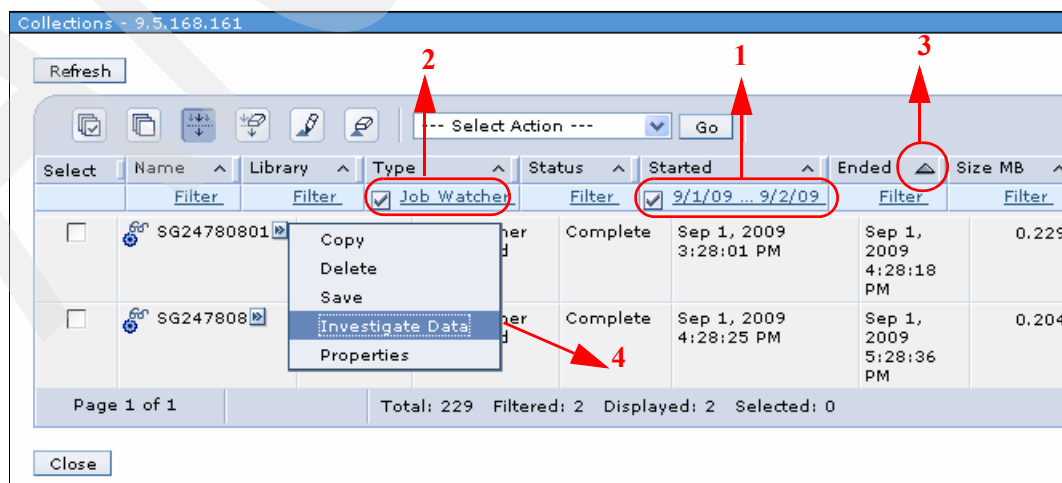 Collections - 9.5.168.161
2
1
3
Refresh
--- Select Action ---
Go
Select Name Library Type Status Started Ended Size MB
Filter Filter Job Watcher Filter 9/1/09 ... 9/2/09 Filter Filter
SG24780801 Complete Sep 1, 2009 3:28:01 PM Sep 1, 2009 4:28:18 PM 0.229
Copy
Delete
Save
Investigate Data
Properties
4
SG247808 Complete Sep 1, 2009 4:28:25 PM Sep 1, 2009 5:28:36 PM 0.204
Page 1 of 1 Total: 229 Filtered: 2 Displayed: 2 Selected: 0
Close